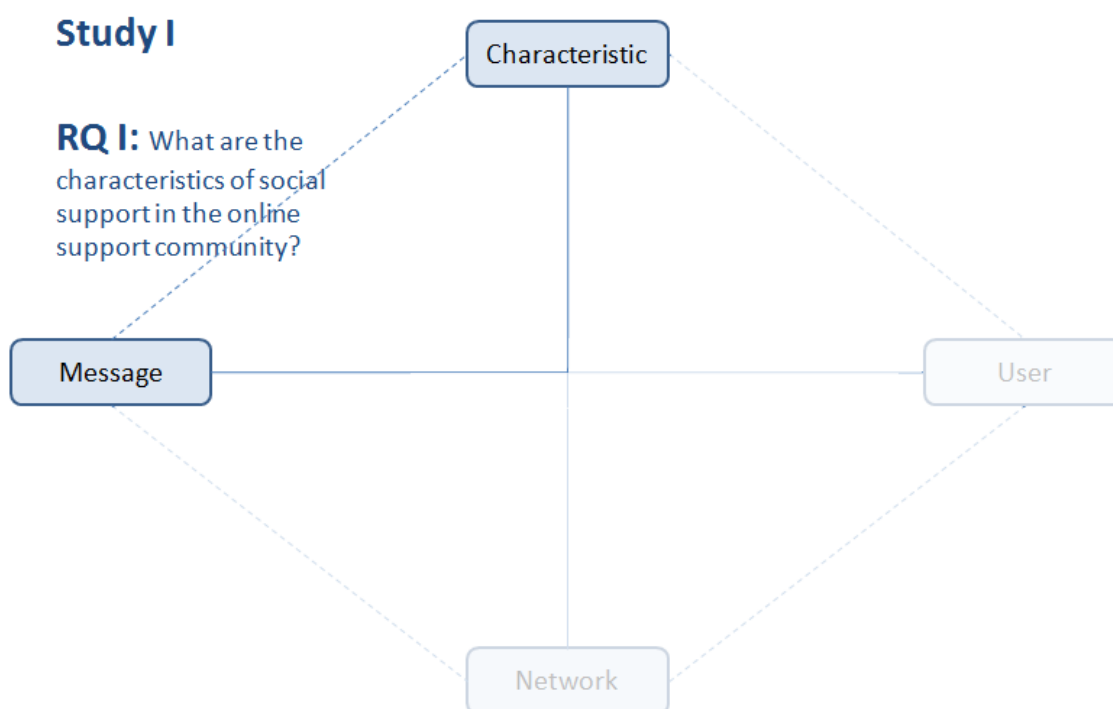 Study I
Characteristic
RQ I: What are the
characteristics of social
support in the online
support community?
Message
User
Network